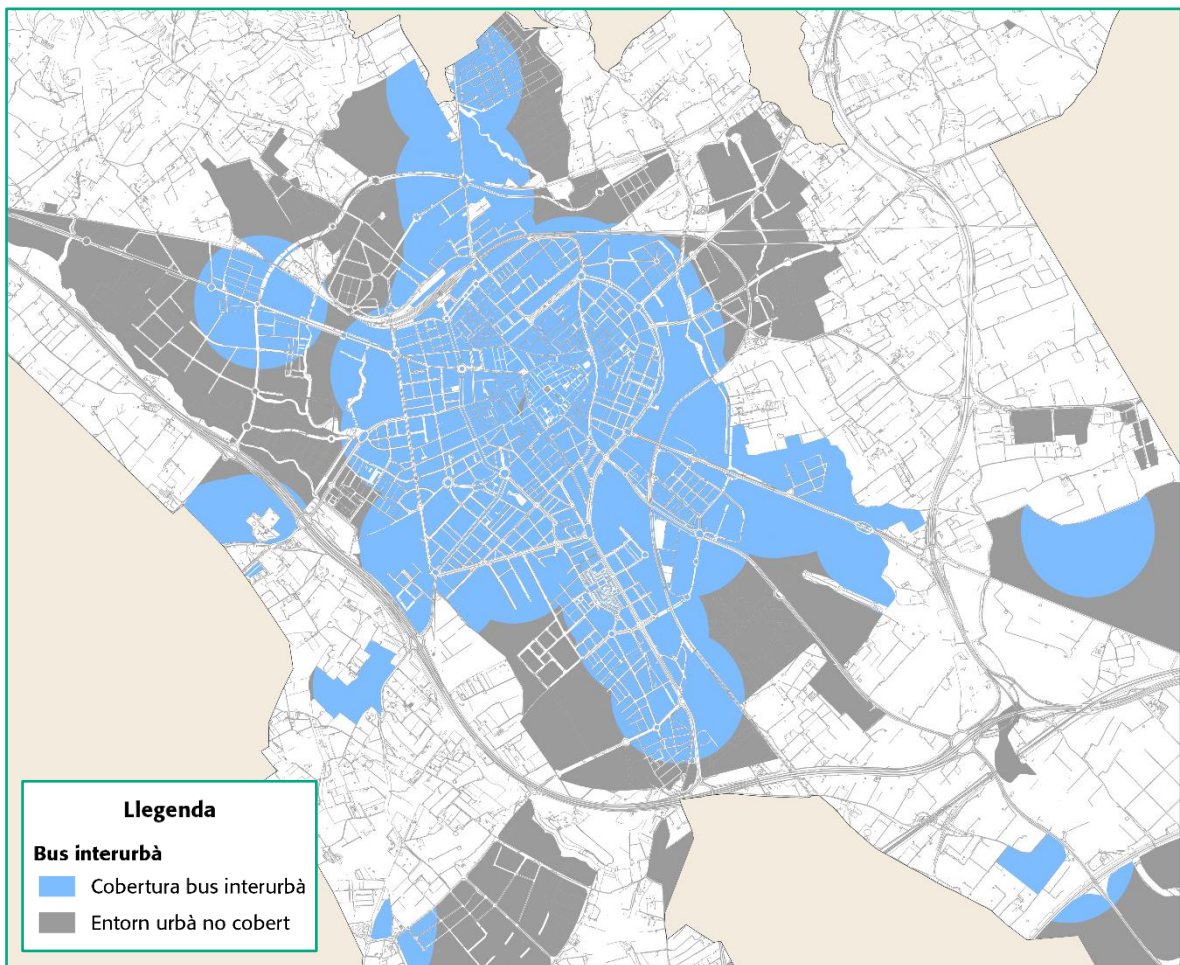 Llegenda
Bus interurbà
Cobertura bus interurbà
Entorn urbà no cobert